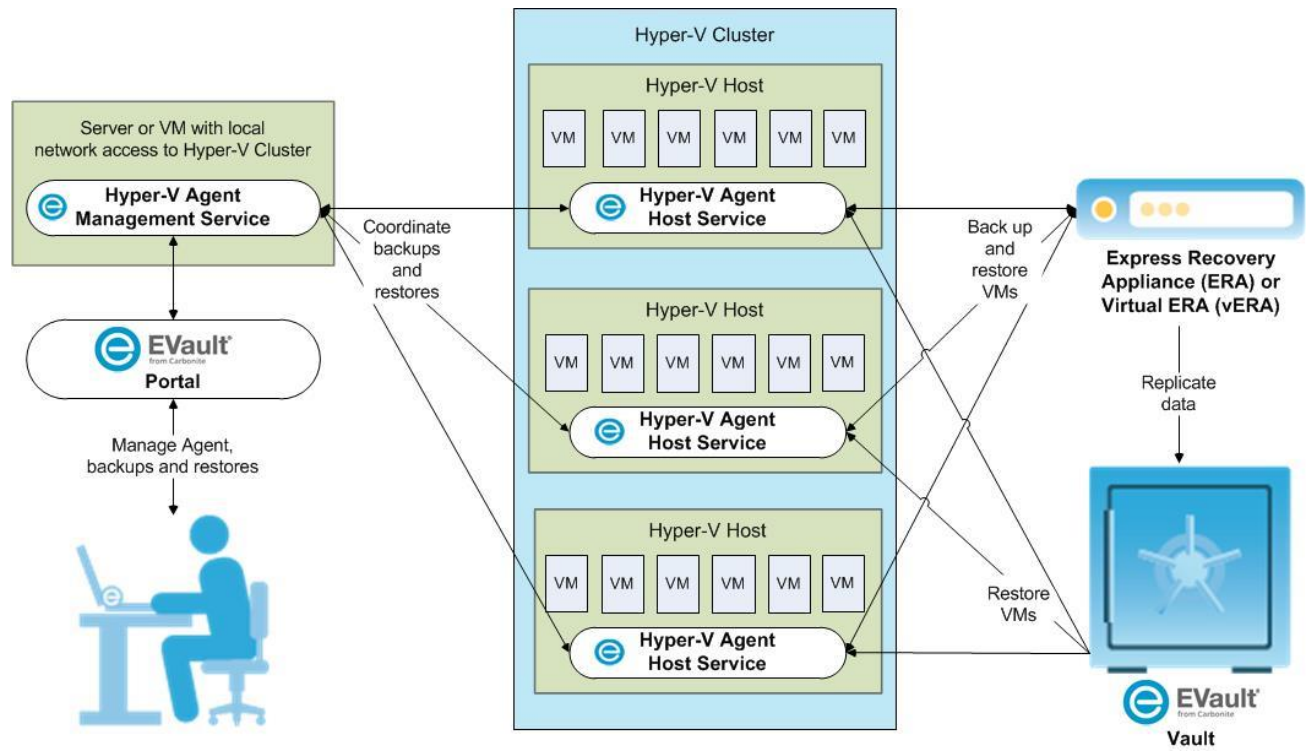 Hyper-V Cluster
Hyper-V Host
VM VM VM VM VM VM
Hyper-V Agent
Host Service
Server or VM with local
network access to Hyper-V Cluster
Hyper-V Agent
Management Service
Coordinate
backups
and
restores
EVault
from Carbonite
Portal
Manage Agent,
backups and restores
Hyper-V Host
VM VM VM VM VM VM
Hyper-V Agent
Host Service
Hyper-V Host
VM VM VM VM VM VM
Hyper-V Agent
Host Service
Back up
and
restore
VMs
Express Recovery
Appliance (ERA) or
Virtual ERA (vERA)
Replicate
data
Restore
VMs
EVault
from Carbonite
Vault